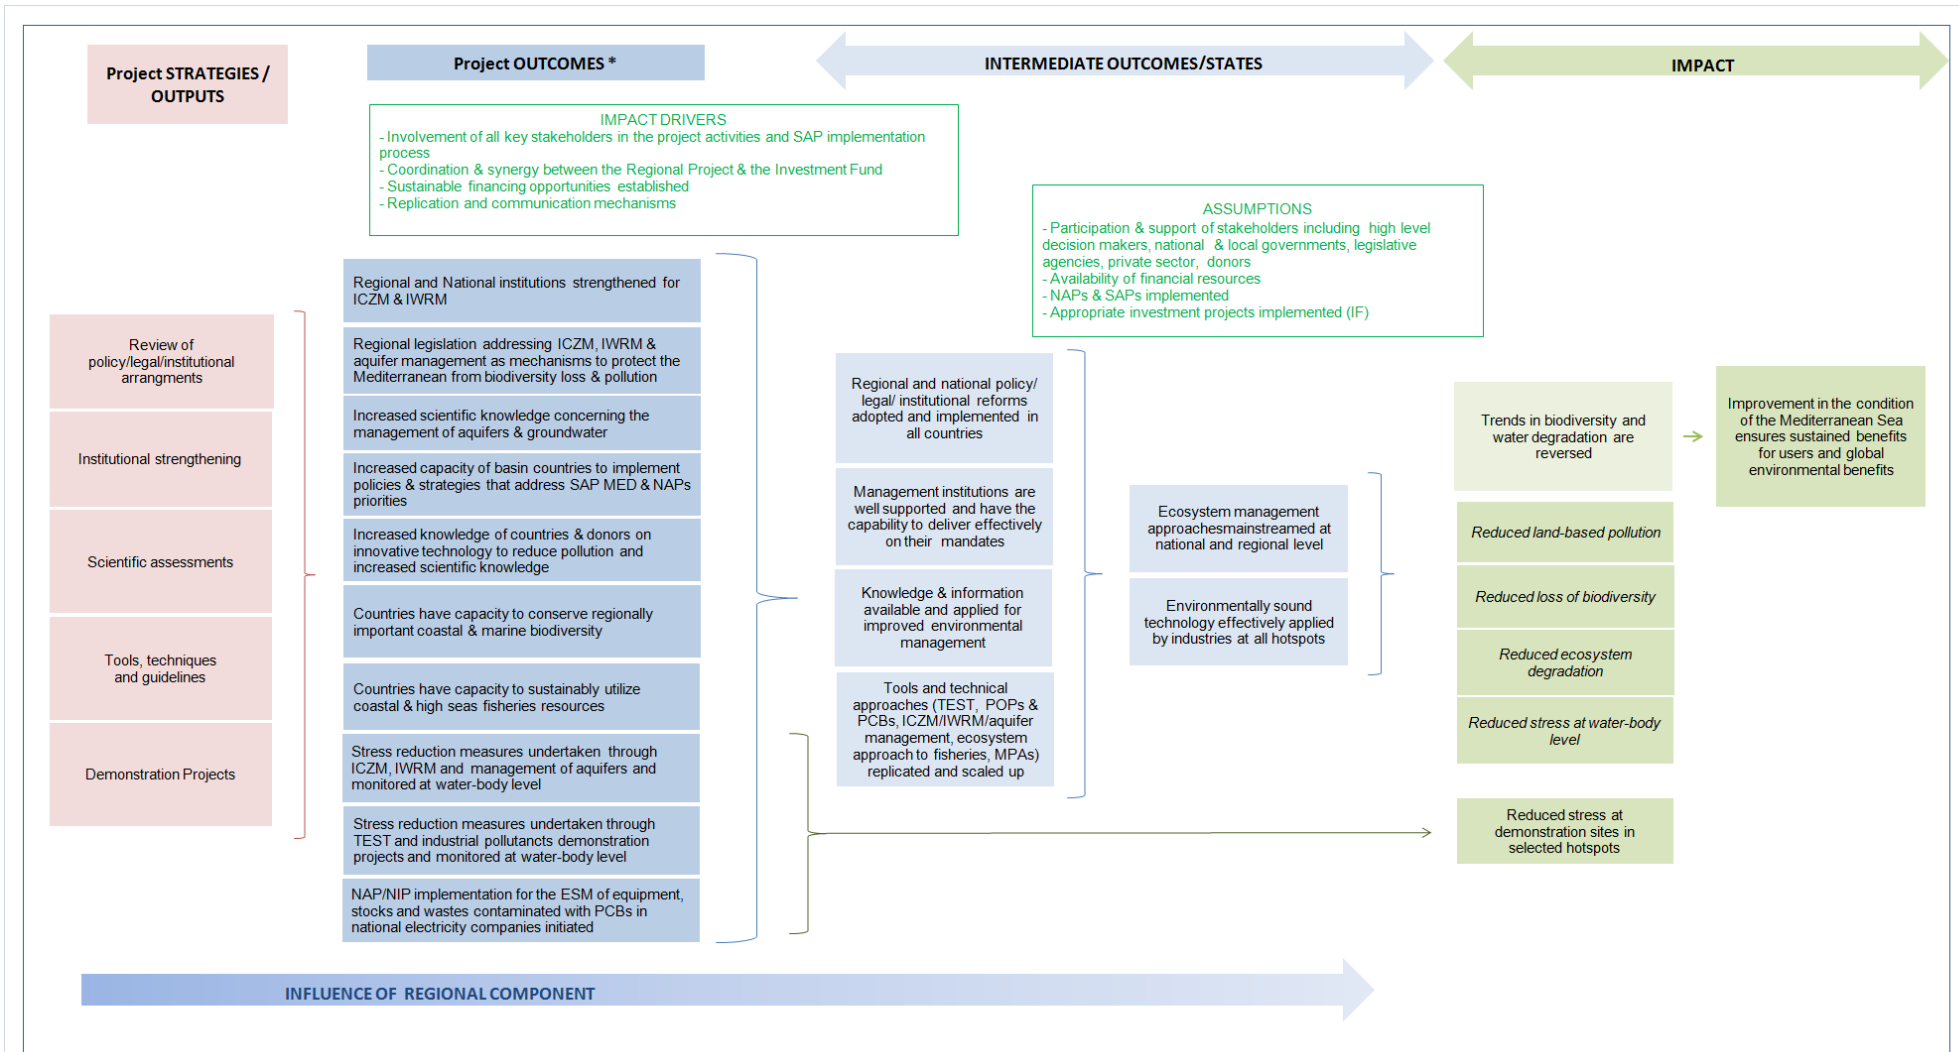 Project STRATEGIES /
OUTPUTS
Project OUTCOMES *
INTERMEDIATE OUTCOMES/STATES
IMPACT
IMPACT DRIVERS
- Involvement of all key stakeholders in the project activities and SAP implementation
process
- Coordination & synergy between the Regional Project & the Investment Fund
- Sustainable financing opportunities established
- Replication and communication mechanisms
ASSUMPTIONS
- Participation & support of stakeholders including high level
decision makers, national & local governments, legislative
agencies, private sector, donors
- Availability of financial resources
- NAPs & SAPs implemented
- Appropriate investment projects implemented (IF)
Review of
policy/legal/institutional
arrangments
Institutional strengthening
Scientific assessments
Tools, techniques
and guidelines
Demonstration Projects
Regional and National institutions strengthened for
ICZM & IWRM
Regional legislation addressing ICZM, IWRM &
aquifer management as mechanisms to protect the
Mediterranean from biodiversity loss & pollution
Increased scientific knowledge concerning the
management of aquifers & groundwater
Increased capacity of basin countries to implement
policies & strategies that address SAP MED & NAPs
priorities
Increased knowledge of countries & donors on
innovative technology to reduce pollution and
increased scientific knowledge
Countries have capacity to conserve regionally
important coastal & marine biodiversity
Countries have capacity to sustainably utilize
coastal & high seas fisheries resources
Stress reduction measures undertaken through
ICZM, IWRM and management of aquifers and
monitored at water-body level
Stress reduction measures undertaken through
TEST and industrial pollutancts demonstration
projects and monitored at water-body level
NAP/NIP implementation for the ESM of equipment,
stocks and wastes contaminated with PCBs in
national electricity companies initiated
Regional and national policy/
legal/ institutional reforms
adopted and implemented in
all countries
Management institutions are
well supported and have the
capability to deliver effectively
on their mandates
Knowledge & information
available and applied for
improved environmental
management
Tools and technical
approaches (TEST, POPs &
PCBs, ICZM/IWRM/aquifer
management, ecosystem
approach to fisheries, MPAs)
replicated and scaled up
Ecosystem management
approachesmainstreamed at
national and regional level
Environmentally sound
technology effectively applied
by industries at all hotspots
Trends in biodiversity and
water degradation are
reversed
Improvement in the condition
of the Mediterranean Sea
ensures sustained benefits
for users and global
environmental benefits
Reduced land-based pollution
Reduced loss of biodiversity
Reduced ecosystem
degradation
Reduced stress at water-body
level
Reduced stress at
demonstration sites in
selected hotspots
INFLUENCE OF REGIONAL COMPONENT